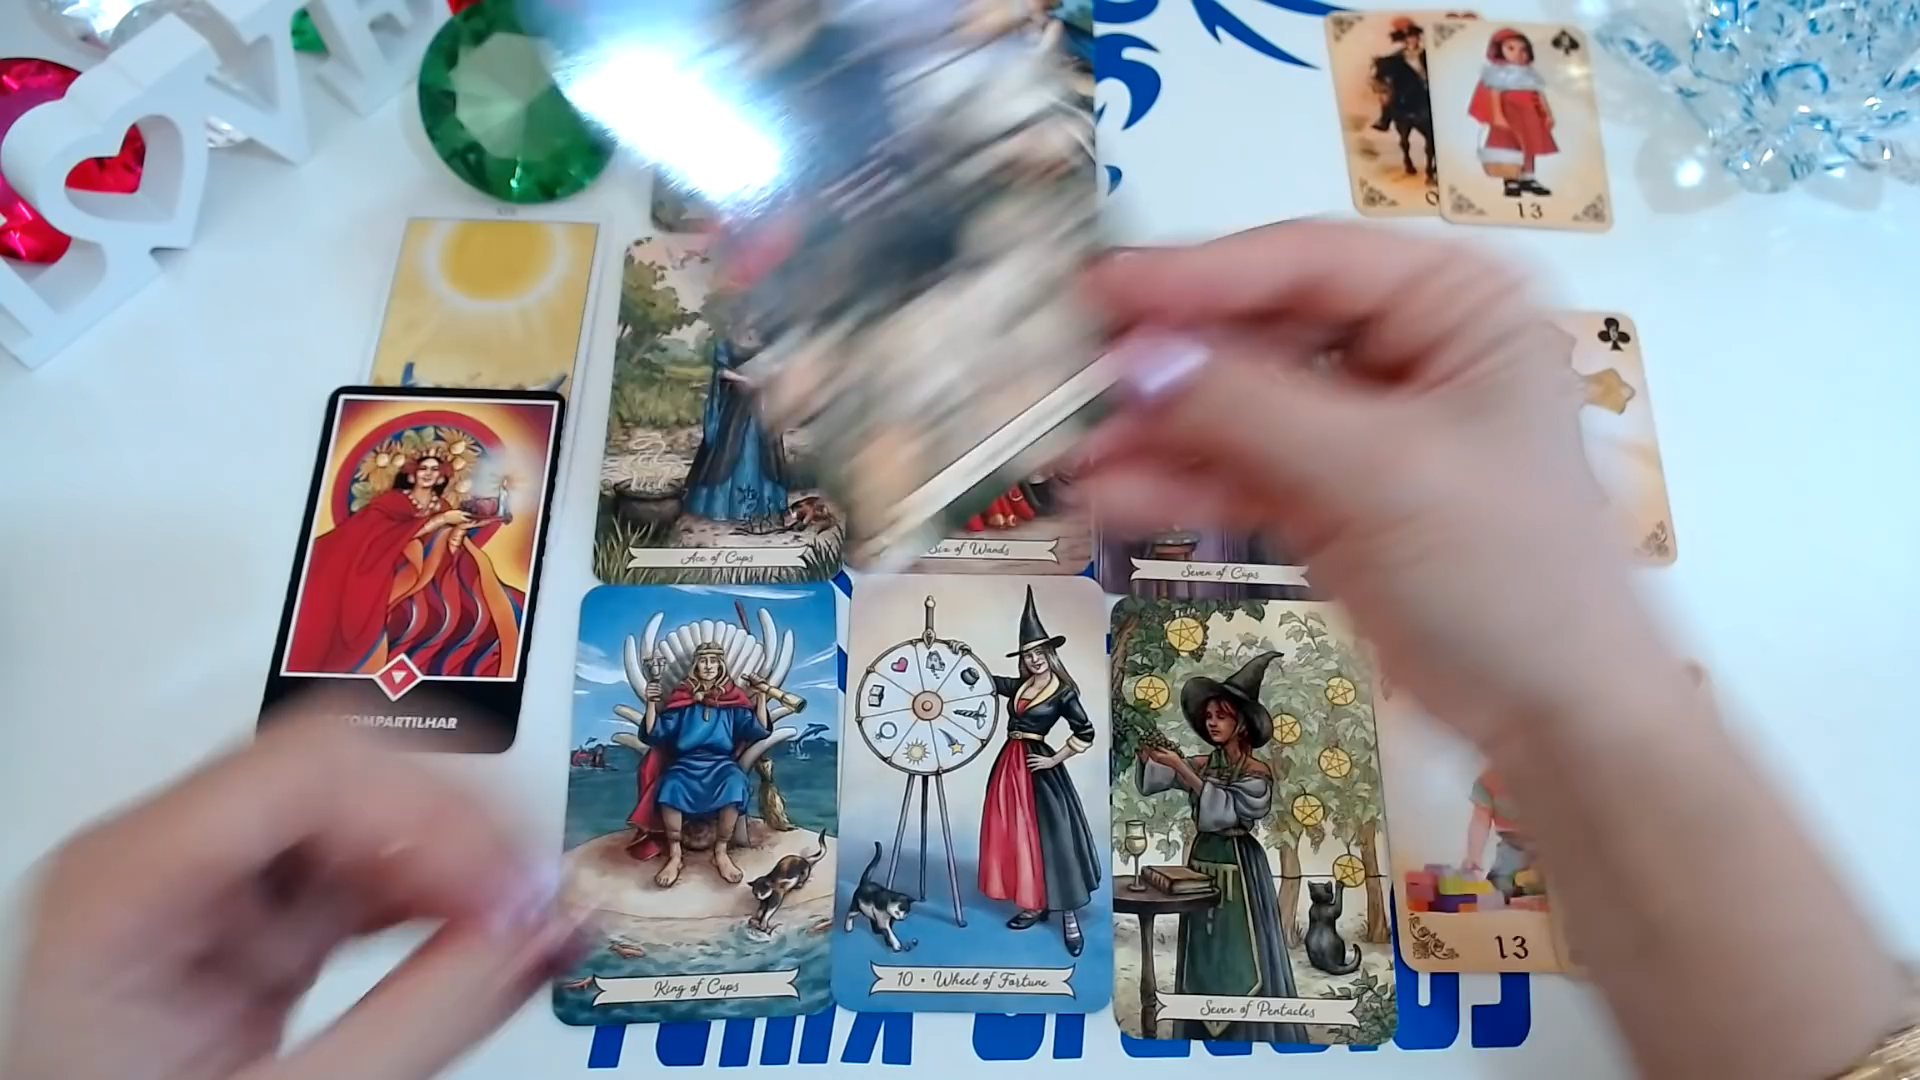 13
Ace of Cups
Six of Wands
Seven of Cups
COMPARTILHAR
King of Cups
10 • Wheel of Fortune
Seven of Pentacles
13